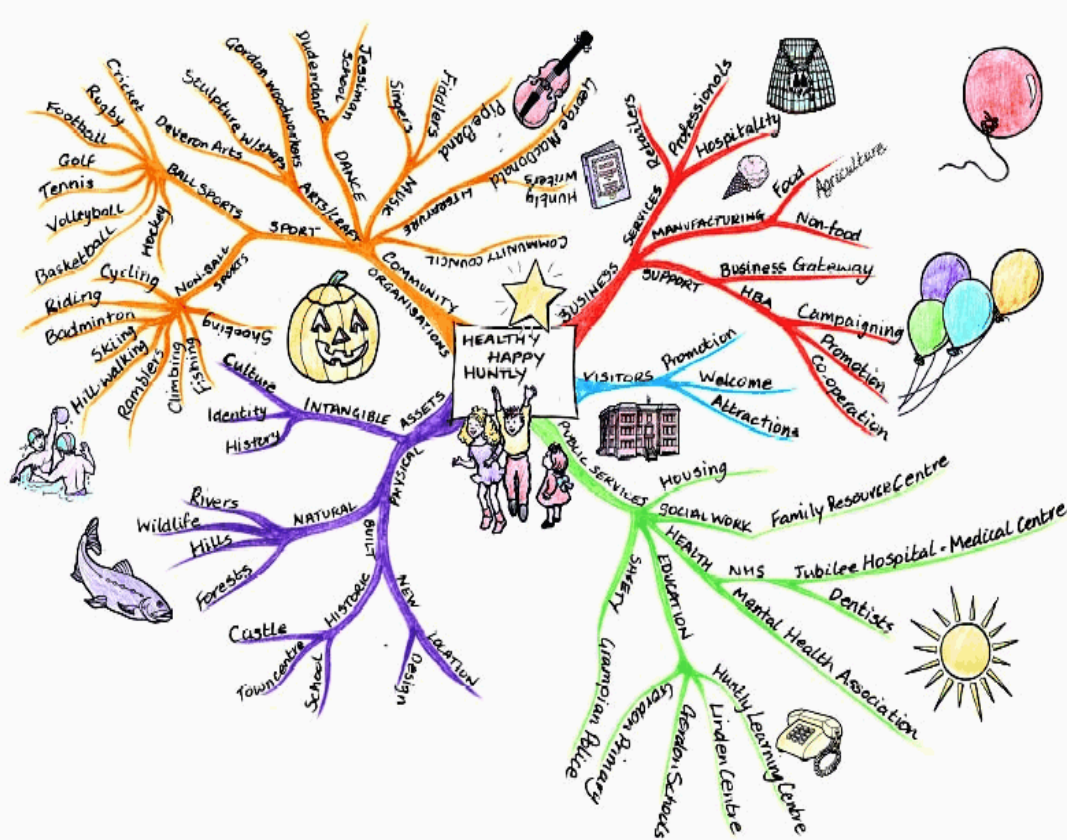 HEALTHY
HAPPY
HUNTLY
COMMUNITY
ORGANISATIONS
SPORT
BALL SPORTS
Cricket
Rugby
Football
Golf
Tennis
Volleyball
Basketball
Hockey
NON-BALL
SPORTS
Cycling
Riding
Badminton
Skiing
Hill walking
Ramblers
Climbing
Fishing
Shooting
ARTS/CRAFT
Deveron Arts
Sculpture W/shops
Gordon Woodworkers
DANCE
Dudendance
Jessiman
School
MUSIC
Singers
Fiddlers
Pipe Band
LITERATURE
George MacDonald
Huntly
Writers
COMMUNITY COUNCIL
BUSINESS
SERVICES
Retailers
Professionals
Hospitality
MANUFACTURING
Food
Agriculture
Non-food
SUPPORT
Business Gateway
HBA
Campaigning
Promotion
Co-operation
VISITORS
Promotion
Welcome
Attractions
PUBLIC SERVICES
Housing
SOCIAL WORK
Family Resource Centre
HEALTH
NHS
Jubilee Hospital - Medical Centre
Dentists
Mental Health Association
EDUCATION
Huntly Learning Centre
Linden Centre
Gordon Schools
Gordon Primary
SAFETY
Grampian Police
ASSETS
INTANGIBLE
Culture
Identity
History
PHYSICAL
NATURAL
Rivers
Wildlife
Hills
Forests
BUILT
HISTORIC
Castle
Town centre
School
NEW
Design
LOCATION